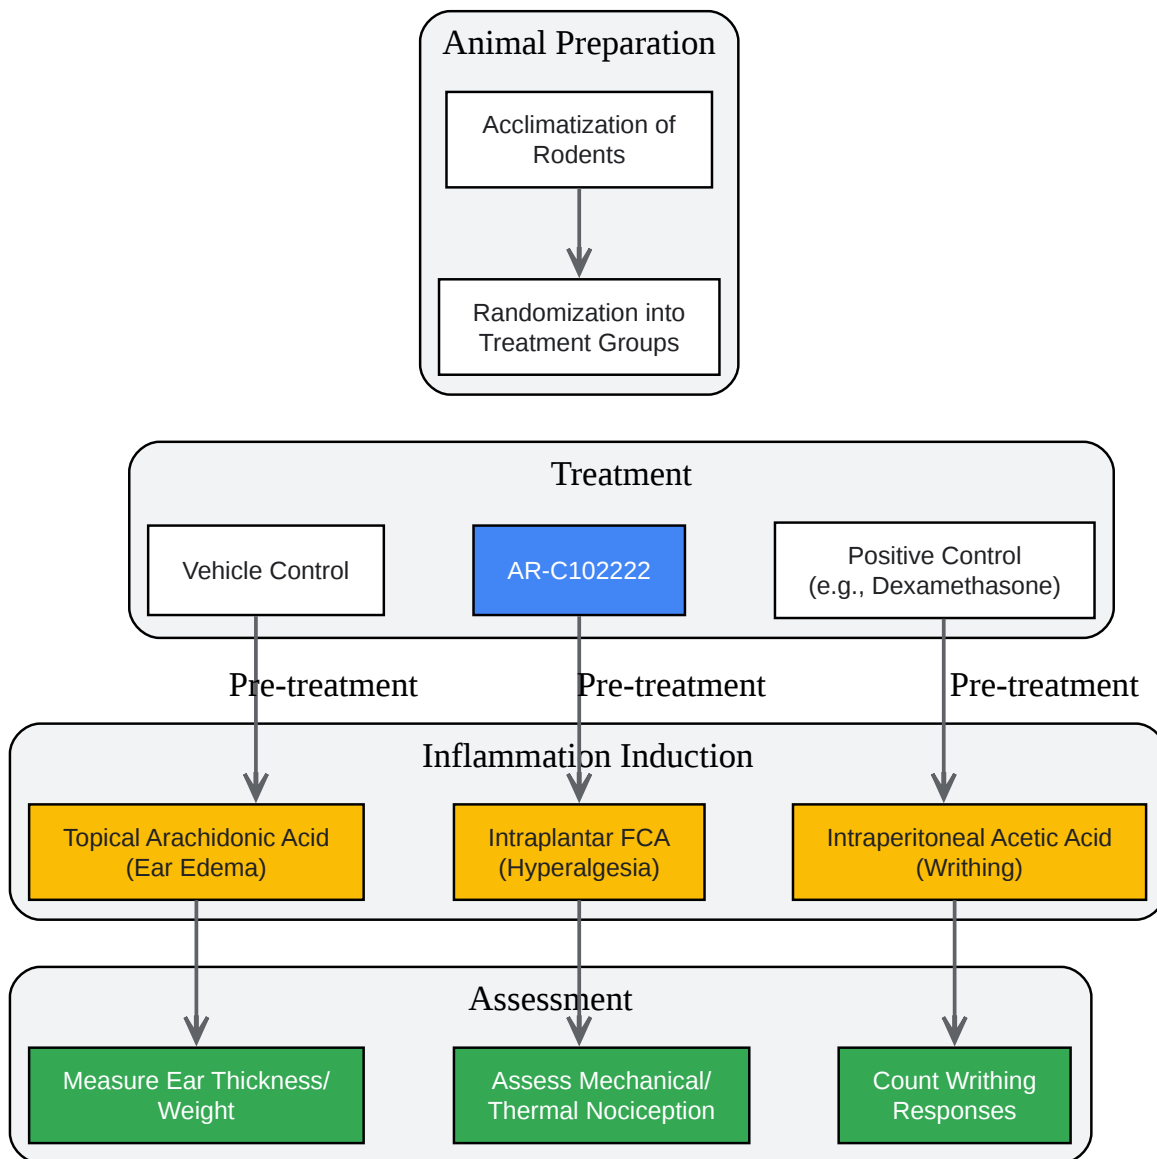 Animal Preparation
Acclimatization of
Rodents
Randomization into
Treatment Groups
Treatment
Vehicle Control
AR-C102222
Positive Control
(e.g., Dexamethasone)
Pre-treatment
Pre-treatment
Pre-treatment
Inflammation Induction
Topical Arachidonic Acid
(Ear Edema)
Intraplantar FCA
(Hyperalgesia)
Intraperitoneal Acetic Acid
(Writhing)
Assessment
Measure Ear Thickness/
Weight
Assess Mechanical/
Thermal Nociception
Count Writhing
Responses